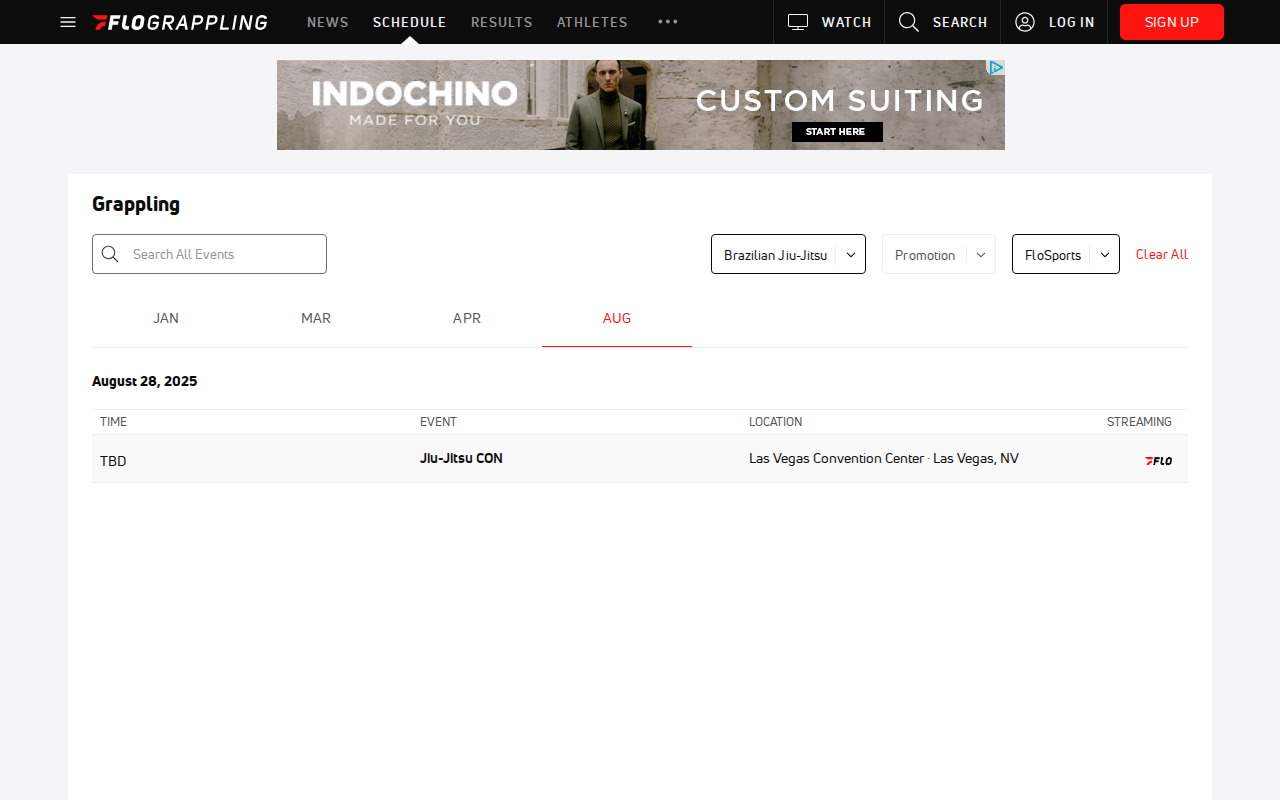 FLOGRAPPLING NEWS SCHEDULE RESULTS ATHLETES WATCH SEARCH LOG IN SIGN UP
INDOCHINO
MADE FOR YOU
CUSTOM SUITING
START HERE
Grappling
Search All Events Brazilian Jiu-Jitsu Promotion FloSports Clear All
JAN MAR APR AUG
August 28, 2025
TIME EVENT LOCATION STREAMING
TBD Jiu-Jitsu CON Las Vegas Convention Center · Las Vegas, NV FLO